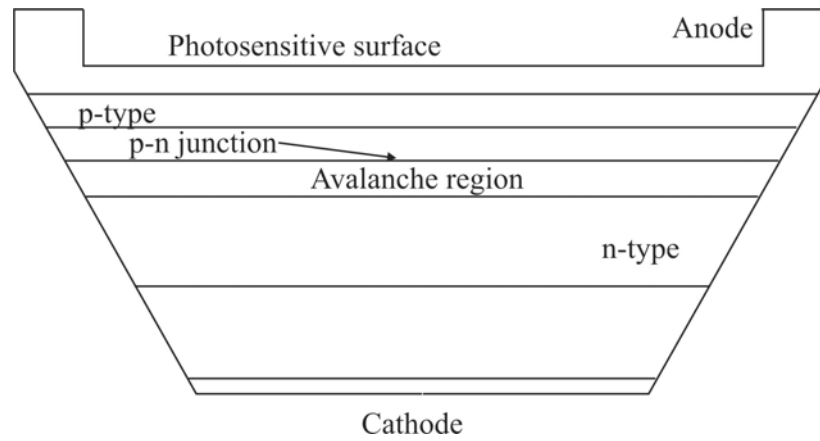 Photosensitive surface
Anode
p-type
p-n junction
Avalanche region
n-type
Cathode